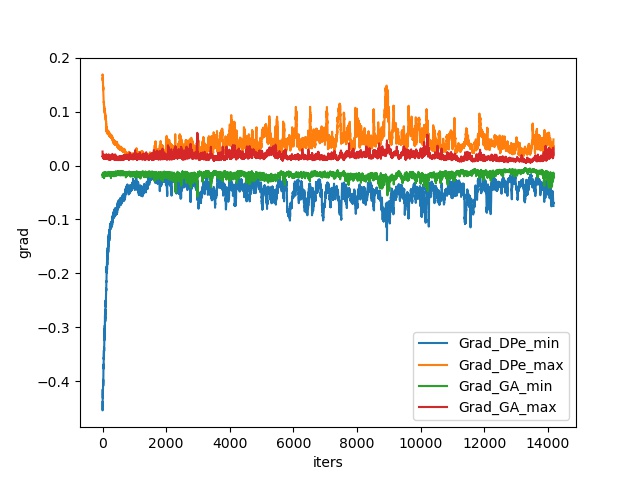 0.2
0.1
0.0
−0.1
−0.2
−0.3
−0.4
grad
0 2000 4000 6000 8000 10000 12000 14000
iters
Grad_DPe_min
Grad_DPe_max
Grad_GA_min
Grad_GA_max